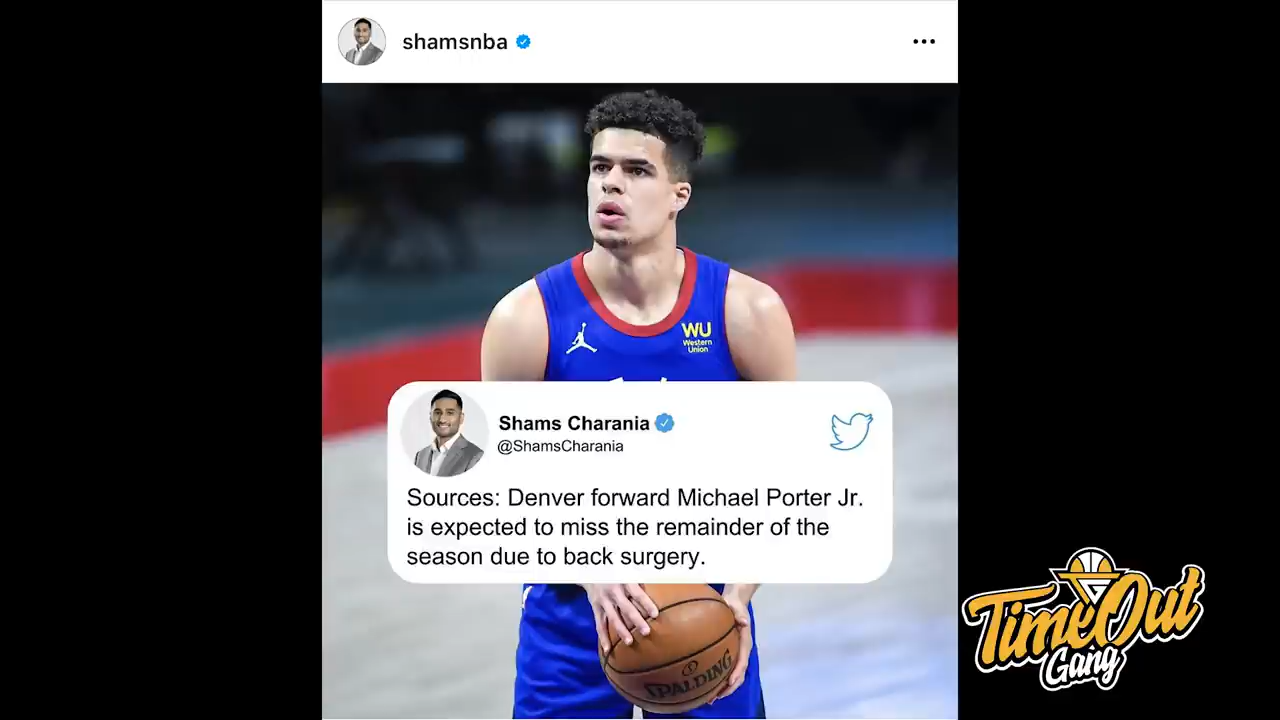 shamsnba
WU
Western
Union
Shams Charania
@ShamsCharania
Sources: Denver forward Michael Porter Jr.
is expected to miss the remainder of the
season due to back surgery.
SPALDING
TimeOut
Gang